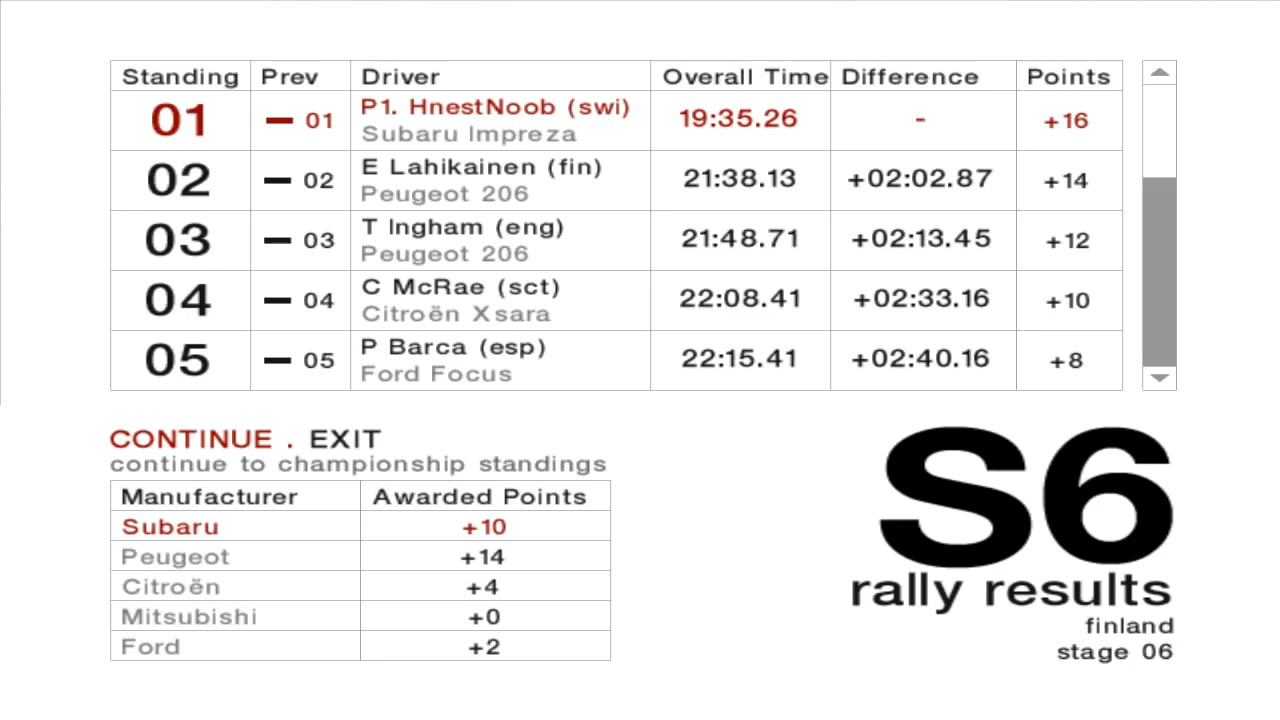 Standing Prev Driver Overall Time Difference Points
01 01 P1. HnestNoob (swi) 19:35.26 - +16
Subaru Impreza
02 02 E Lahikainen (fin) 21:38.13 +02:02.87 +14
Peugeot 206
03 03 T Ingham (eng) 21:48.71 +02:13.45 +12
Peugeot 206
04 04 C McRae (sct) 22:08.41 +02:33.16 +10
Citroën Xsara
05 05 P Barca (esp) 22:15.41 +02:40.16 +8
Ford Focus
CONTINUE . EXIT
continue to championship standings
Manufacturer Awarded Points
Subaru +10
Peugeot +14
Citroën +4
Mitsubishi +0
Ford +2
S6
rally results
finland
stage 06